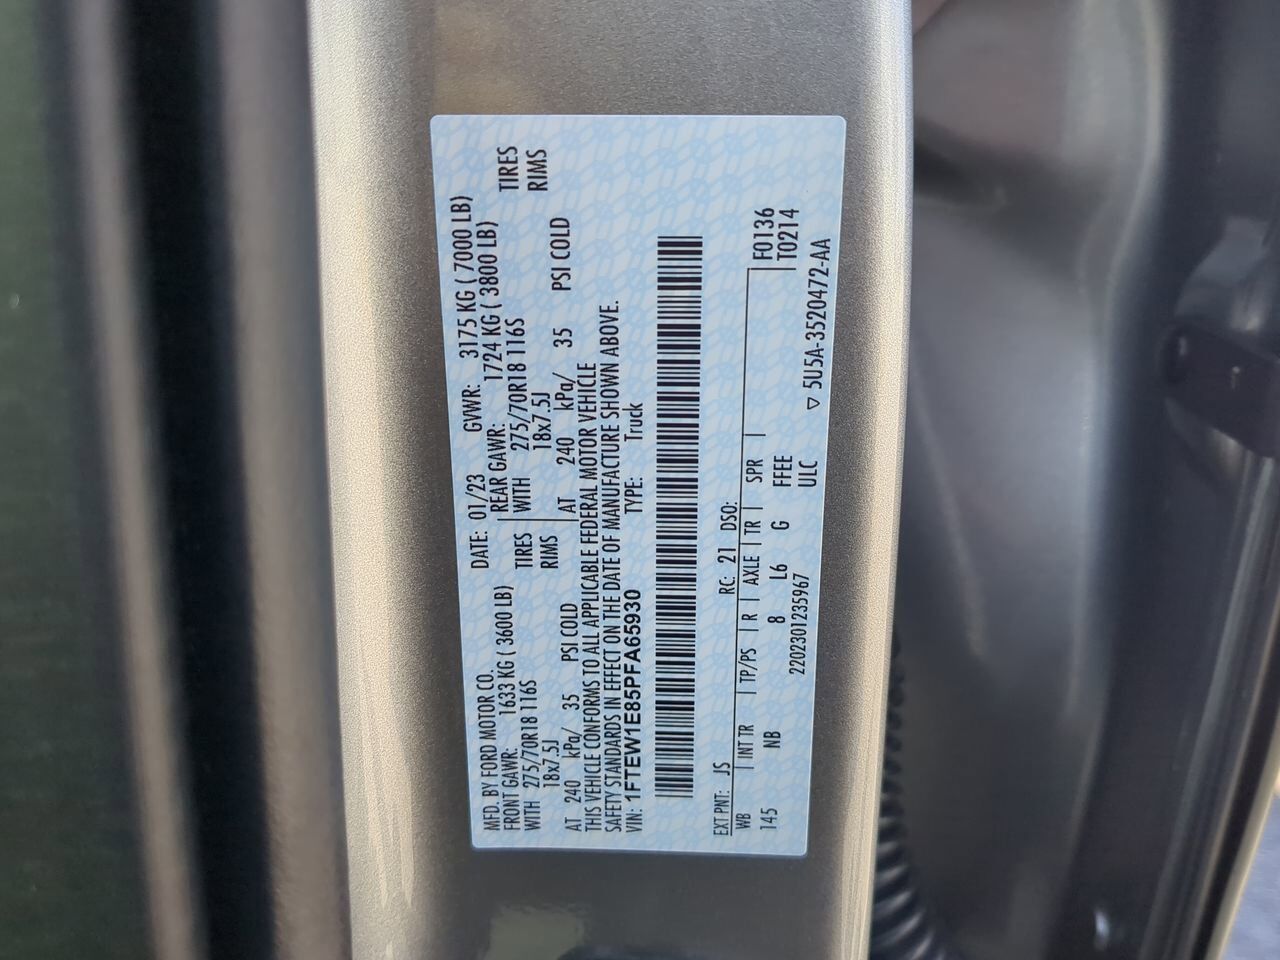 MFD. BY FORD MOTOR CO. DATE: 01/23 GVWR: 3175 KG ( 7000 LB)
FRONT GAWR: 1633 KG ( 3600 LB) REAR GAWR: 1724 KG ( 3800 LB)
WITH 275/70R18 116S TIRES WITH 275/70R18 116S TIRES
18x7.5J RIMS 18x7.5J RIMS
AT 240 kPa/ 35 PSI COLD AT 240 kPa/ 35 PSI COLD
THIS VEHICLE CONFORMS TO ALL APPLICABLE FEDERAL MOTOR VEHICLE
SAFETY STANDARDS IN EFFECT ON THE DATE OF MANUFACTURE SHOWN ABOVE.
VIN: 1FTEW1E85PFA65930 TYPE: Truck
EXT PNT: JS RC: 21 DSO:
WB INT TR TP/PS R AXLE TR SPR F0136
145 NB 8 L6 G FFEE T0214
2202301235967 ULC
5U5A-3520472-AA